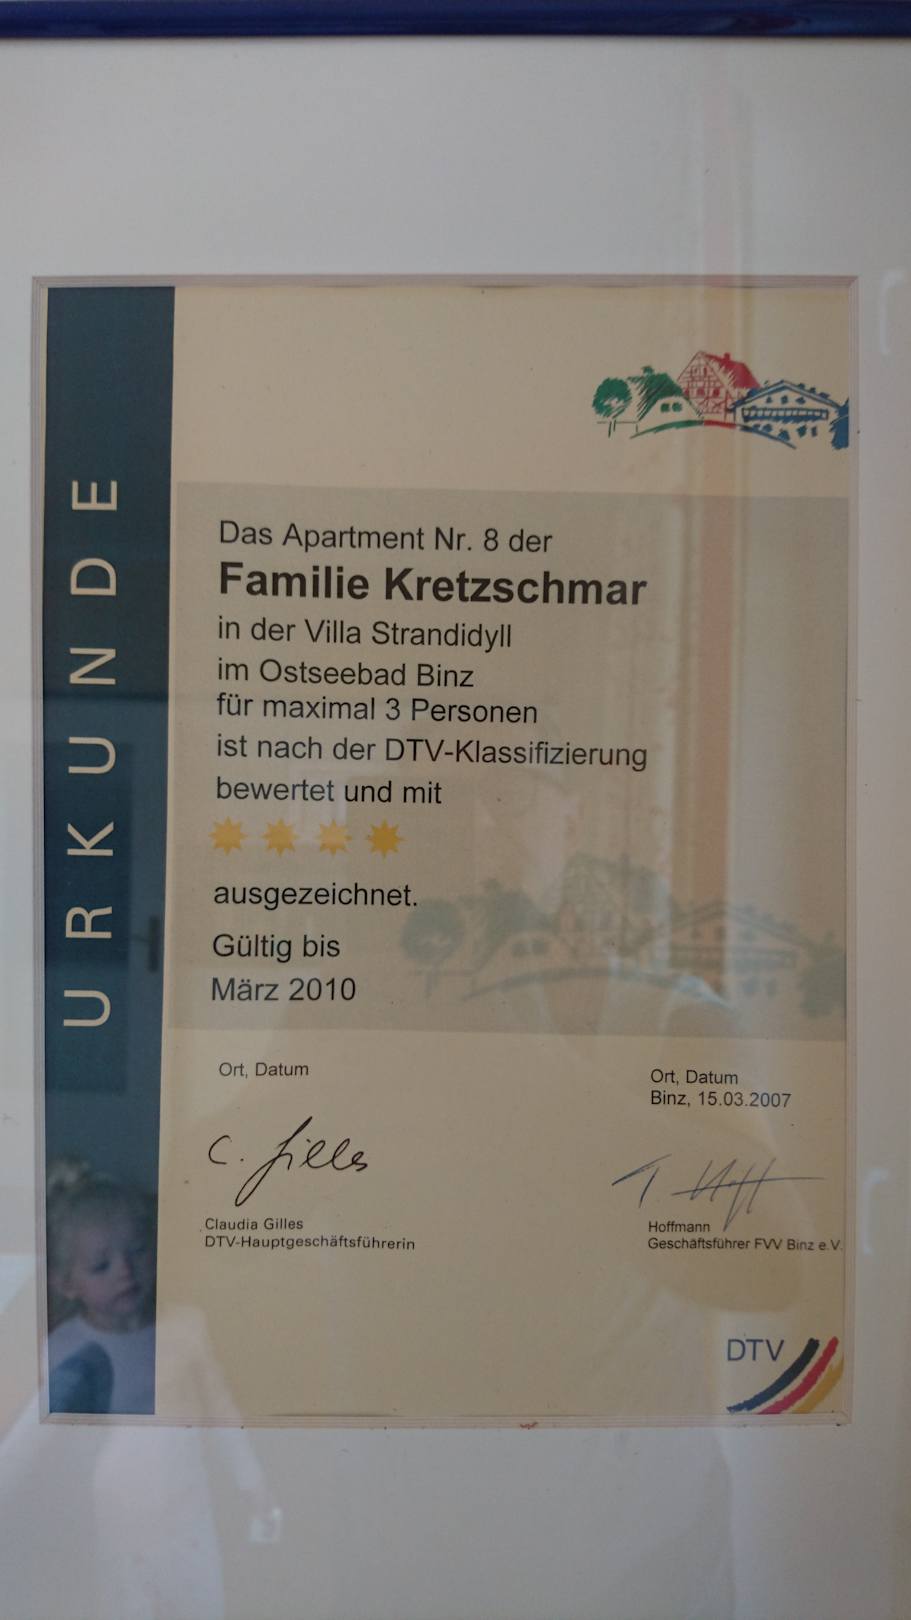 URKUNDE
Das Apartment Nr. 8 der
Familie Kretzschmar
in der Villa Strandidyll
im Ostseebad Binz
für maximal 3 Personen
ist nach der DTV-Klassifizierung
bewertet und mit
ausgezeichnet.
Gültig bis
März 2010
Ort, Datum
C. Gilles
Claudia Gilles
DTV-Hauptgeschäftsführerin
Ort, Datum
Binz, 15.03.2007
Hoffmann
Geschäftsführer FVV Binz e.V.
DTV